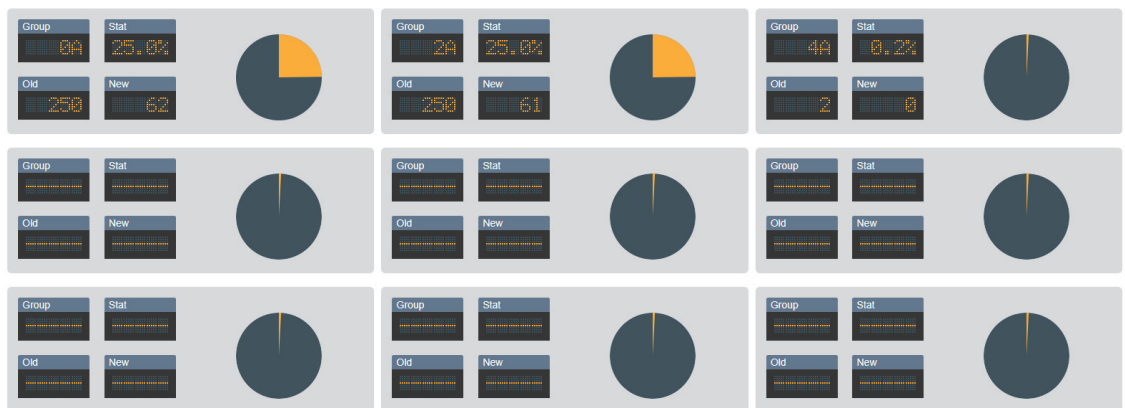 Group Stat Group Stat Group Stat
0A 25.0% 2A 25.0% 4A 0.2%
Old New Old New Old New
250 62 250 61 2 0
Group Stat Group Stat Group Stat
Old New Old New Old New
Group Stat Group Stat Group Stat
Old New Old New Old New